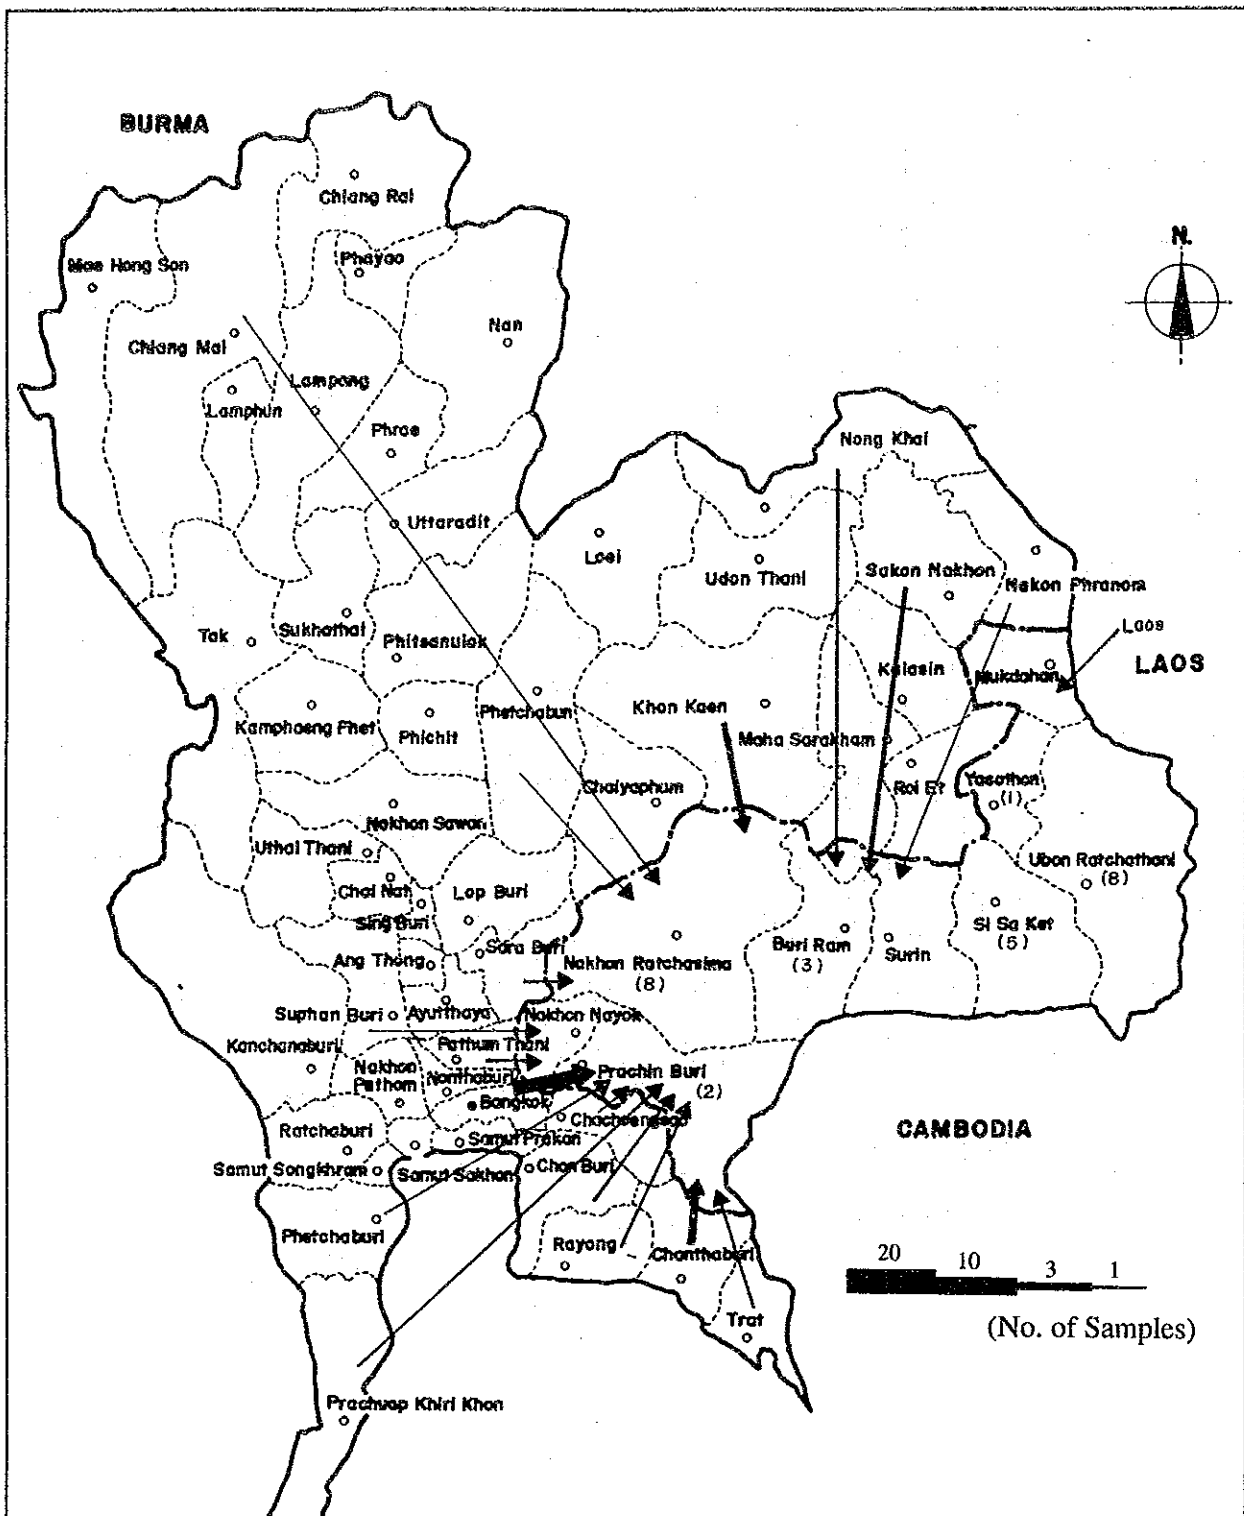 BURMA
Chiang Rai
N.
Mae Hong Son
Phayao
Nan
Chiang Mai
Lampang
Lamphun
Phrae
Nong Khai
Uttaradit
Loei
Udon Thani
Sakon Nakhon
Nakon Phranom
Tak
Sukhothai
Phitsanulok
Laos
LAOS
Kalasin
Mukdahan
Kamphaeng Phet
Phichit
Phetchabun
Khon Kaen
Maha Sarakham
Chaiyaphum
Roi Et
Yasothon
(1)
Nakhon Sawan
Uthai Thani
Ubon Ratchathani
(8)
Chai Nat
Lop Buri
Sing Buri
Si Sa Ket
(5)
Ang Thong
Sara Buri
Nakhon Ratchasima
(8)
Buri Ram
(3)
Surin
Suphan Buri
Ayutthaya
Nakhon Nayok
Kanchanaburi
Pathum Thani
Nakhon
Pathom
Nonthaburi
Prachin Buri
(2)
Bangkok
Chachoengsao
CAMBODIA
Ratchaburi
Samut Prakan
Samut Songkhram
Samut Sakhon
Chon Buri
Phetchaburi
Rayong
Chanthaburi
20 10 3 1
(No. of Samples)
Trat
Prachuap Khiri Khon